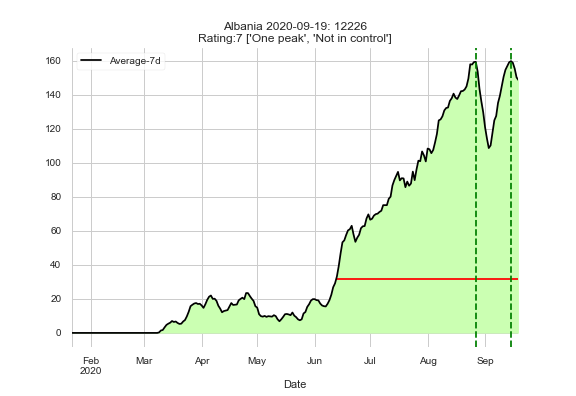 Albania 2020-09-19: 12226
Rating:7 ['One peak', 'Not in control']
Average-7d
160
140
120
100
80
60
40
20
0
Feb Mar Apr May Jun Jul Aug Sep
2020
Date